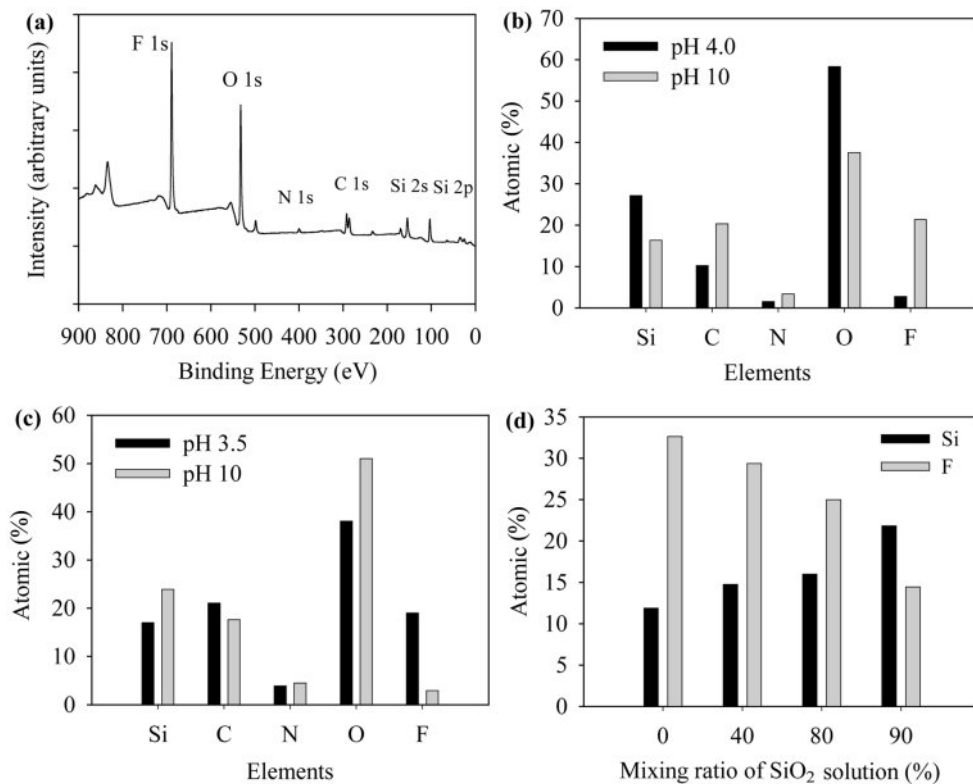 (a)
F 1s
O 1s
N 1s
C 1s
Si 2s
Si 2p
Intensity (arbitrary units)
900 800 700 600 500 400 300 200 100 0
Binding Energy (eV)
(b)
pH 4.0
pH 10
70
60
50
40
30
20
10
0
Atomic (%)
Si C N O F
Elements
(c)
pH 3.5
pH 10
60
50
40
30
20
10
0
Atomic (%)
Si C N O F
Elements
(d)
Si
F
35
30
25
20
15
10
5
0
Atomic (%)
0 40 80 90
Mixing ratio of SiO₂ solution (%)